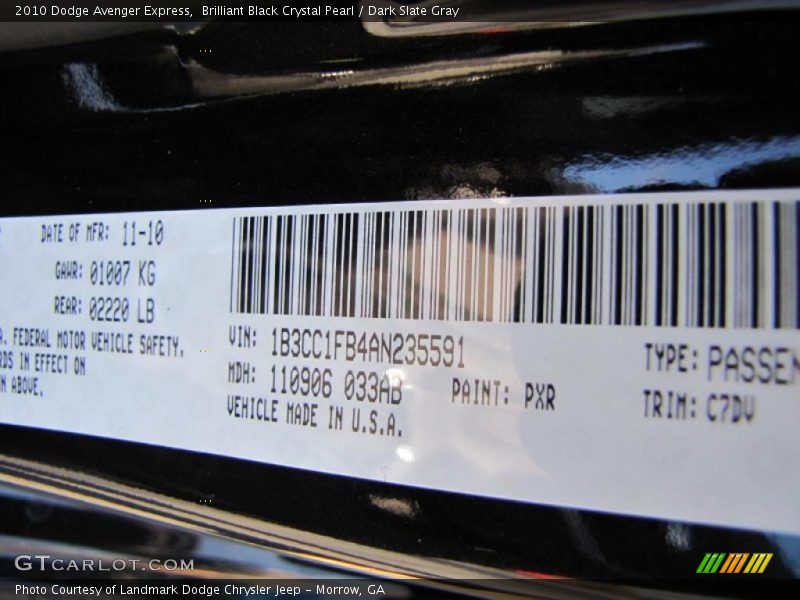 2010 Dodge Avenger Express,  Brilliant Black Crystal Pearl / Dark Slate Gray
DATE OF MFR: 11-10
GAWR: 01007 KG
REAR: 02220 LB
FEDERAL MOTOR VEHICLE SAFETY,
IN EFFECT ON
ABOVE.
VIN: 1B3CC1FB4AN235591
MDH: 110906 033AB PAINT: PXR
VEHICLE MADE IN U.S.A.
TYPE: PASSEN
TRIM: C7DV
GTCARLOT.COM
Photo Courtesy of Landmark Dodge Chrysler Jeep – Morrow, GA